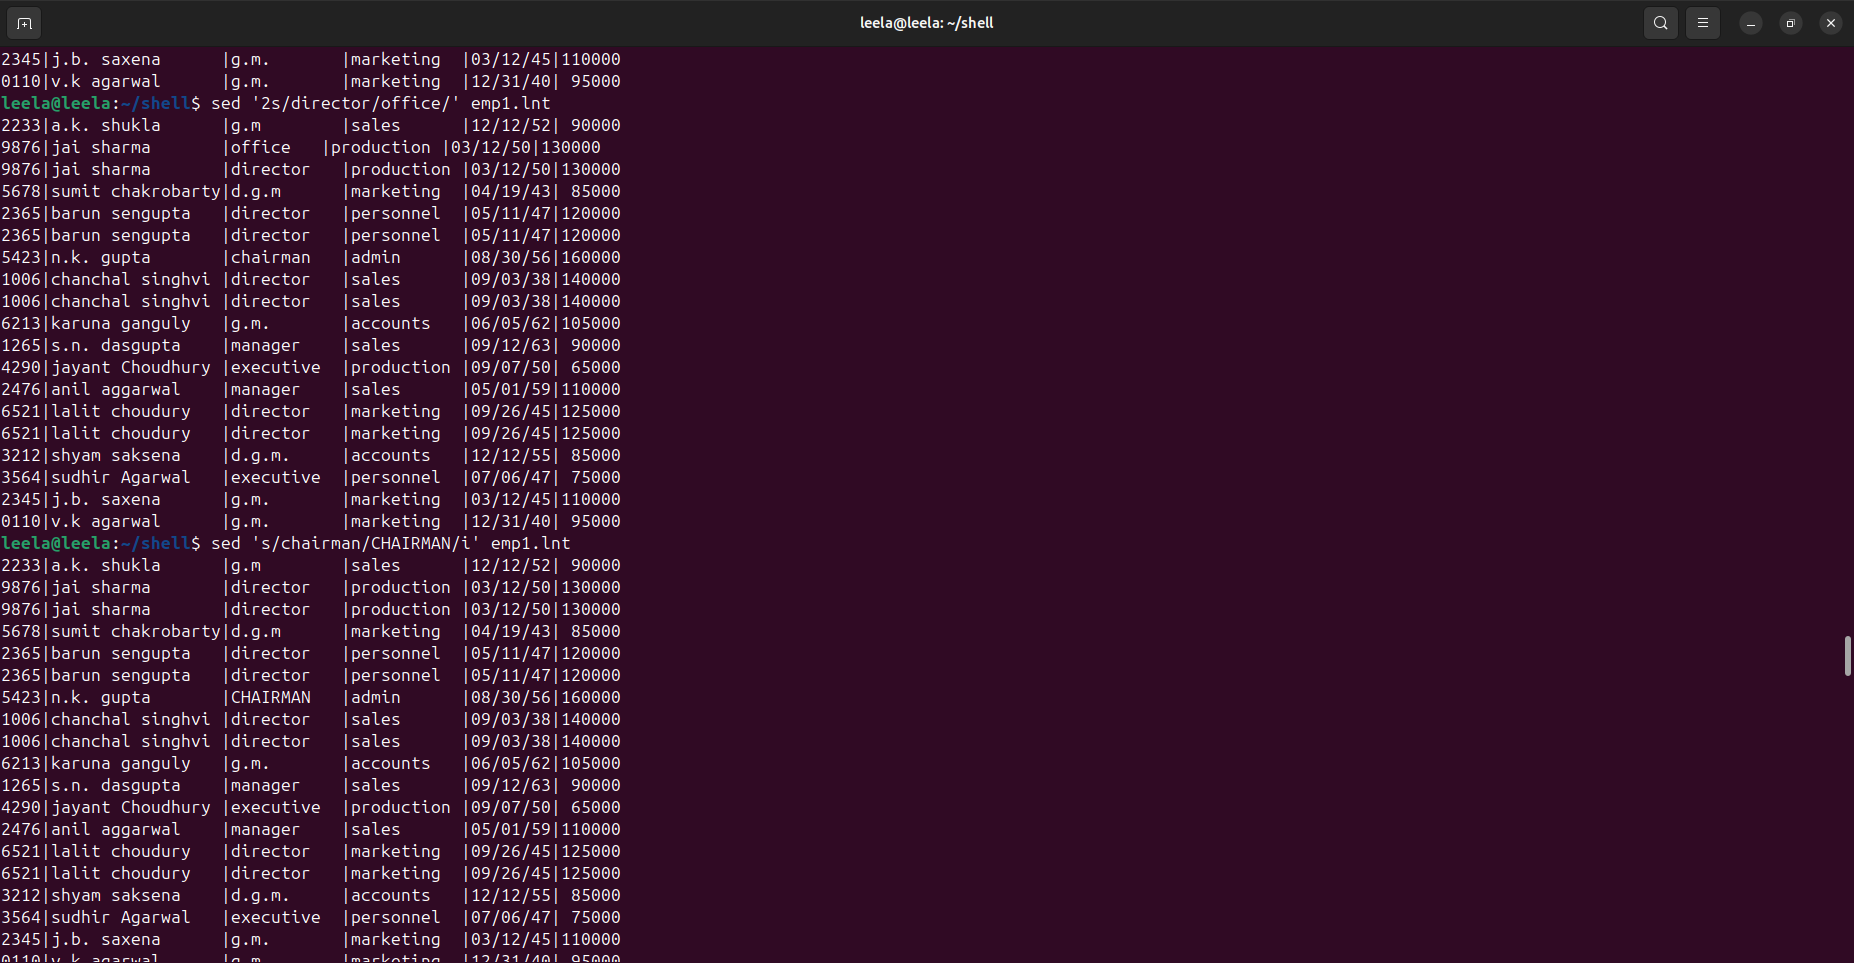 leela@leela: ~/shell
2345|j.b. saxena      |g.m.       |marketing  |03/12/45|110000
0110|v.k agarwal      |g.m.       |marketing  |12/31/40| 95000
leela@leela:~/shell$ sed '2s/director/office/' emp1.lnt
2233|a.k. shukla      |g.m        |sales      |12/12/52| 90000
9876|jai sharma       |office   |production |03/12/50|130000
9876|jai sharma       |director   |production |03/12/50|130000
5678|sumit chakrobarty|d.g.m      |marketing  |04/19/43| 85000
2365|barun sengupta   |director   |personnel  |05/11/47|120000
2365|barun sengupta   |director   |personnel  |05/11/47|120000
5423|n.k. gupta       |chairman   |admin      |08/30/56|160000
1006|chanchal singhvi |director   |sales      |09/03/38|140000
1006|chanchal singhvi |director   |sales      |09/03/38|140000
6213|karuna ganguly   |g.m.       |accounts   |06/05/62|105000
1265|s.n. dasgupta    |manager    |sales      |09/12/63| 90000
4290|jayant Choudhury |executive  |production |09/07/50| 65000
2476|anil aggarwal    |manager    |sales      |05/01/59|110000
6521|lalit choudury   |director   |marketing  |09/26/45|125000
6521|lalit choudury   |director   |marketing  |09/26/45|125000
3212|shyam saksena    |d.g.m.     |accounts   |12/12/55| 85000
3564|sudhir Agarwal   |executive  |personnel  |07/06/47| 75000
2345|j.b. saxena      |g.m.       |marketing  |03/12/45|110000
0110|v.k agarwal      |g.m.       |marketing  |12/31/40| 95000
leela@leela:~/shell$ sed 's/chairman/CHAIRMAN/i' emp1.lnt
2233|a.k. shukla      |g.m        |sales      |12/12/52| 90000
9876|jai sharma       |director   |production |03/12/50|130000
9876|jai sharma       |director   |production |03/12/50|130000
5678|sumit chakrobarty|d.g.m      |marketing  |04/19/43| 85000
2365|barun sengupta   |director   |personnel  |05/11/47|120000
2365|barun sengupta   |director   |personnel  |05/11/47|120000
5423|n.k. gupta       |CHAIRMAN   |admin      |08/30/56|160000
1006|chanchal singhvi |director   |sales      |09/03/38|140000
1006|chanchal singhvi |director   |sales      |09/03/38|140000
6213|karuna ganguly   |g.m.       |accounts   |06/05/62|105000
1265|s.n. dasgupta    |manager    |sales      |09/12/63| 90000
4290|jayant Choudhury |executive  |production |09/07/50| 65000
2476|anil aggarwal    |manager    |sales      |05/01/59|110000
6521|lalit choudury   |director   |marketing  |09/26/45|125000
6521|lalit choudury   |director   |marketing  |09/26/45|125000
3212|shyam saksena    |d.g.m.     |accounts   |12/12/55| 85000
3564|sudhir Agarwal   |executive  |personnel  |07/06/47| 75000
2345|j.b. saxena      |g.m.       |marketing  |03/12/45|110000
0110|v.k agarwal      |g.m.       |marketing  |12/31/40| 95000